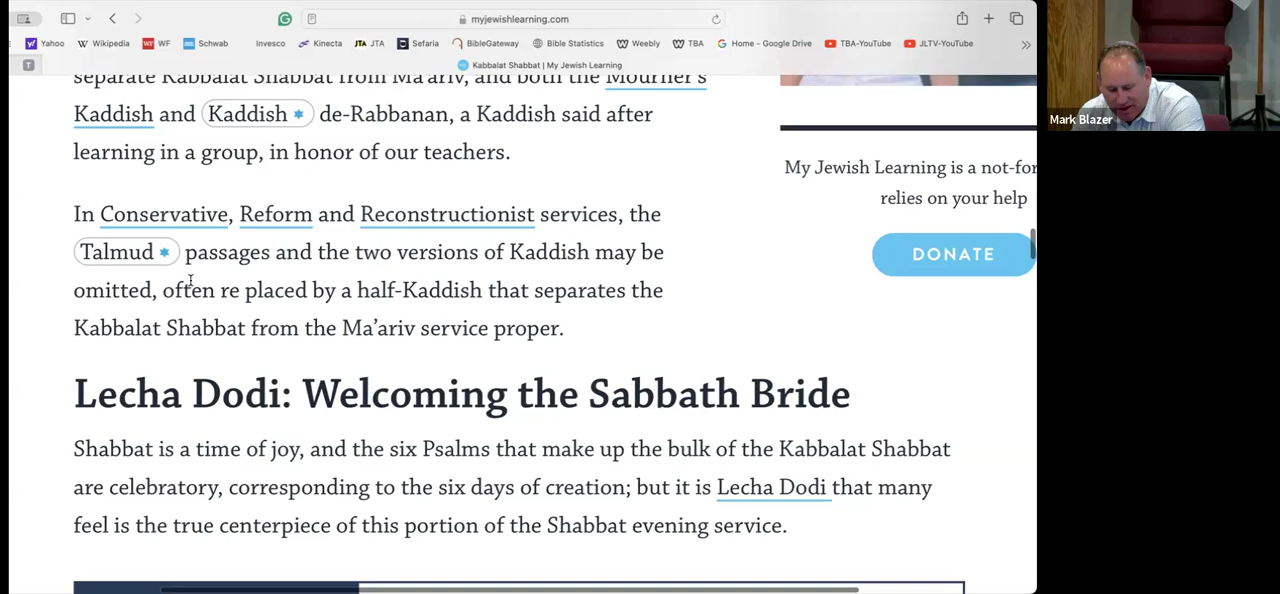 myjewishlearning.com
Yahoo
Wikipedia
WF WF
Schwab
Invesco
Kinecta
JTA JTA
Sefaria
BibleGateway
Bible Statistics
Weebly
TBA
Home - Google Drive
TBA-YouTube
JLTV-YouTube
T
Kabbalat Shabbat | My Jewish Learning
separate Kabbalat Shabbat from Ma'ariv, and both the Mourner's
Kaddish and Kaddish de-Rabbanan, a Kaddish said after
learning in a group, in honor of our teachers.
In Conservative, Reform and Reconstructionist services, the
Talmud passages and the two versions of Kaddish may be
omitted, often re placed by a half-Kaddish that separates the
Kabbalat Shabbat from the Ma’ariv service proper.
Lecha Dodi: Welcoming the Sabbath Bride
Shabbat is a time of joy, and the six Psalms that make up the bulk of the Kabbalat Shabbat
are celebratory, corresponding to the six days of creation; but it is Lecha Dodi that many
feel is the true centerpiece of this portion of the Shabbat evening service.
My Jewish Learning is a not-for
relies on your help
DONATE
Mark Blazer